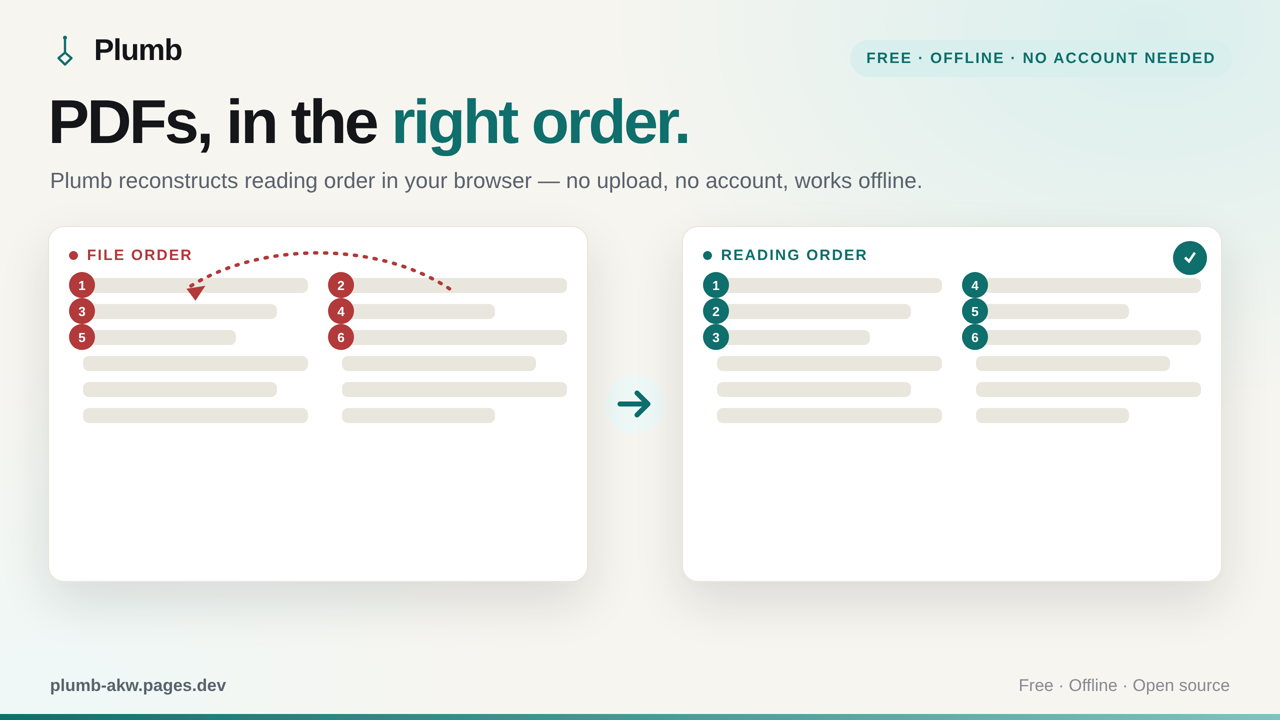 Plumb
FREE · OFFLINE · NO ACCOUNT NEEDED
PDFs, in the right order.
Plumb reconstructs reading order in your browser — no upload, no account, works offline.
FILE ORDER
1
3
5
2
4
6
READING ORDER
1
2
3
4
5
6
plumb-akw.pages.dev
Free · Offline · Open source